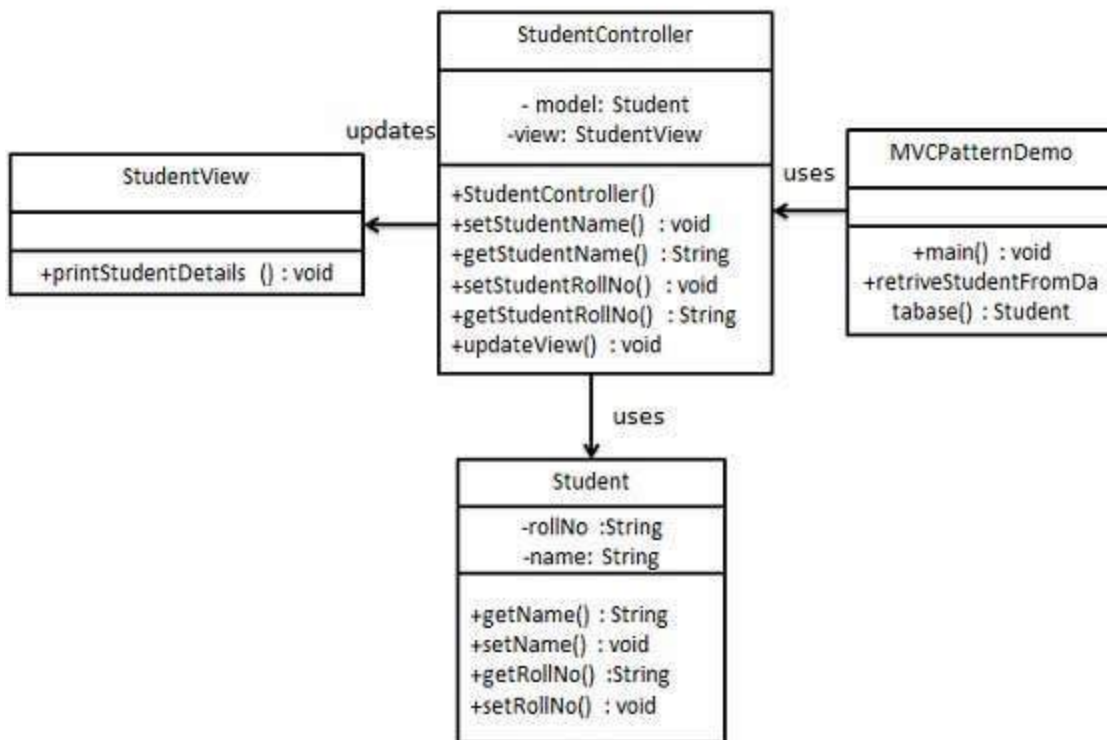 StudentController
- model: Student
-view: StudentView
+StudentController()
+setStudentName() : void
+getStudentName() : String
+setStudentRollNo() : void
+getStudentRollNo() : String
+updateView() : void
updates
StudentView
+printStudentDetails () : void
uses
MVCPatternDemo
+main() : void
+retriveStudentFromDa
tabase() : Student
uses
Student
-rollNo :String
-name: String
+getName() : String
+setName() : void
+getRollNo() :String
+setRollNo() : void